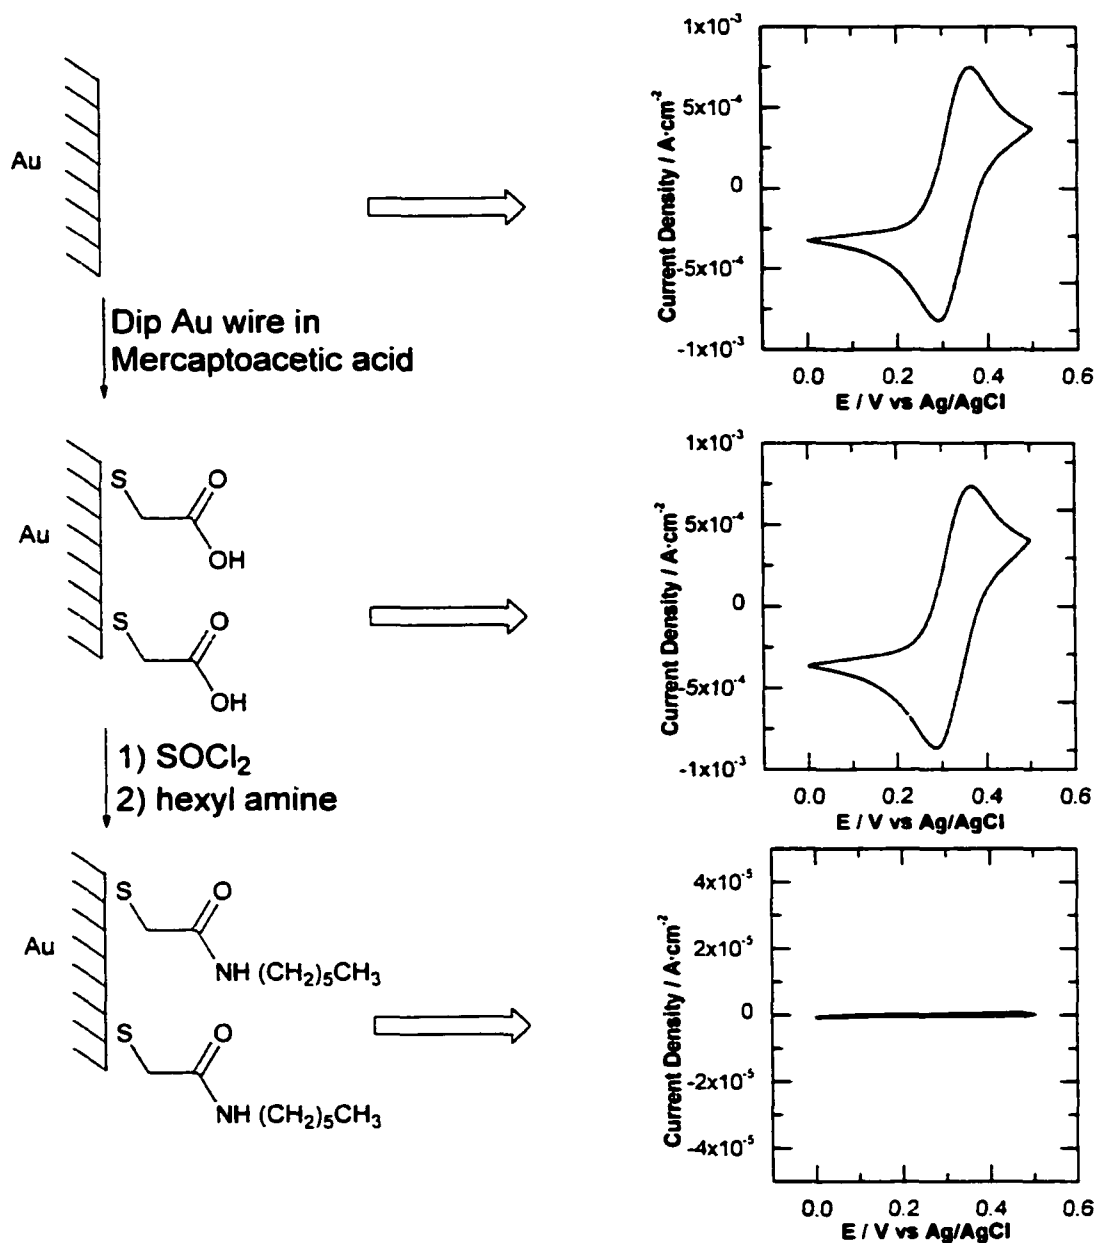 Au
1x10⁻³
5x10⁻⁴
0
-5x10⁻⁴
-1x10⁻³
Current Density / A·cm⁻²
0.0 0.2 0.4 0.6
E / V vs Ag/AgCl
Dip Au wire in
Mercaptoacetic acid
Au
S
O
OH
S
O
OH
1x10⁻³
5x10⁻⁴
0
-5x10⁻⁴
-1x10⁻³
Current Density / A·cm⁻²
0.0 0.2 0.4 0.6
E / V vs Ag/AgCl
1) SOCl₂
2) hexyl amine
Au
S
O
NH (CH₂)₅CH₃
S
O
NH (CH₂)₅CH₃
4x10⁻⁵
2x10⁻⁵
0
-2x10⁻⁵
-4x10⁻⁵
Current Density / A·cm⁻²
0.0 0.2 0.4 0.6
E / V vs Ag/AgCl